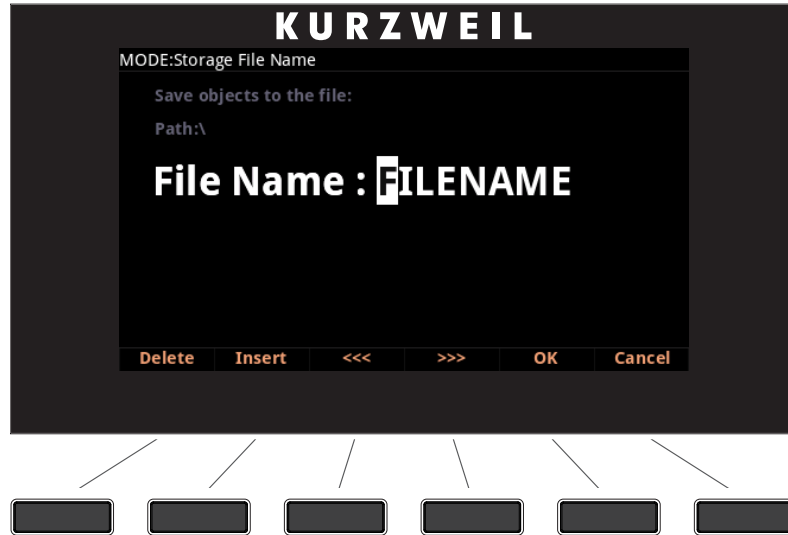 KURZWEIL
MODE:Storage File Name
Save objects to the file:
Path:\
File Name : FILENAME
Delete Insert <<< >>> OK Cancel